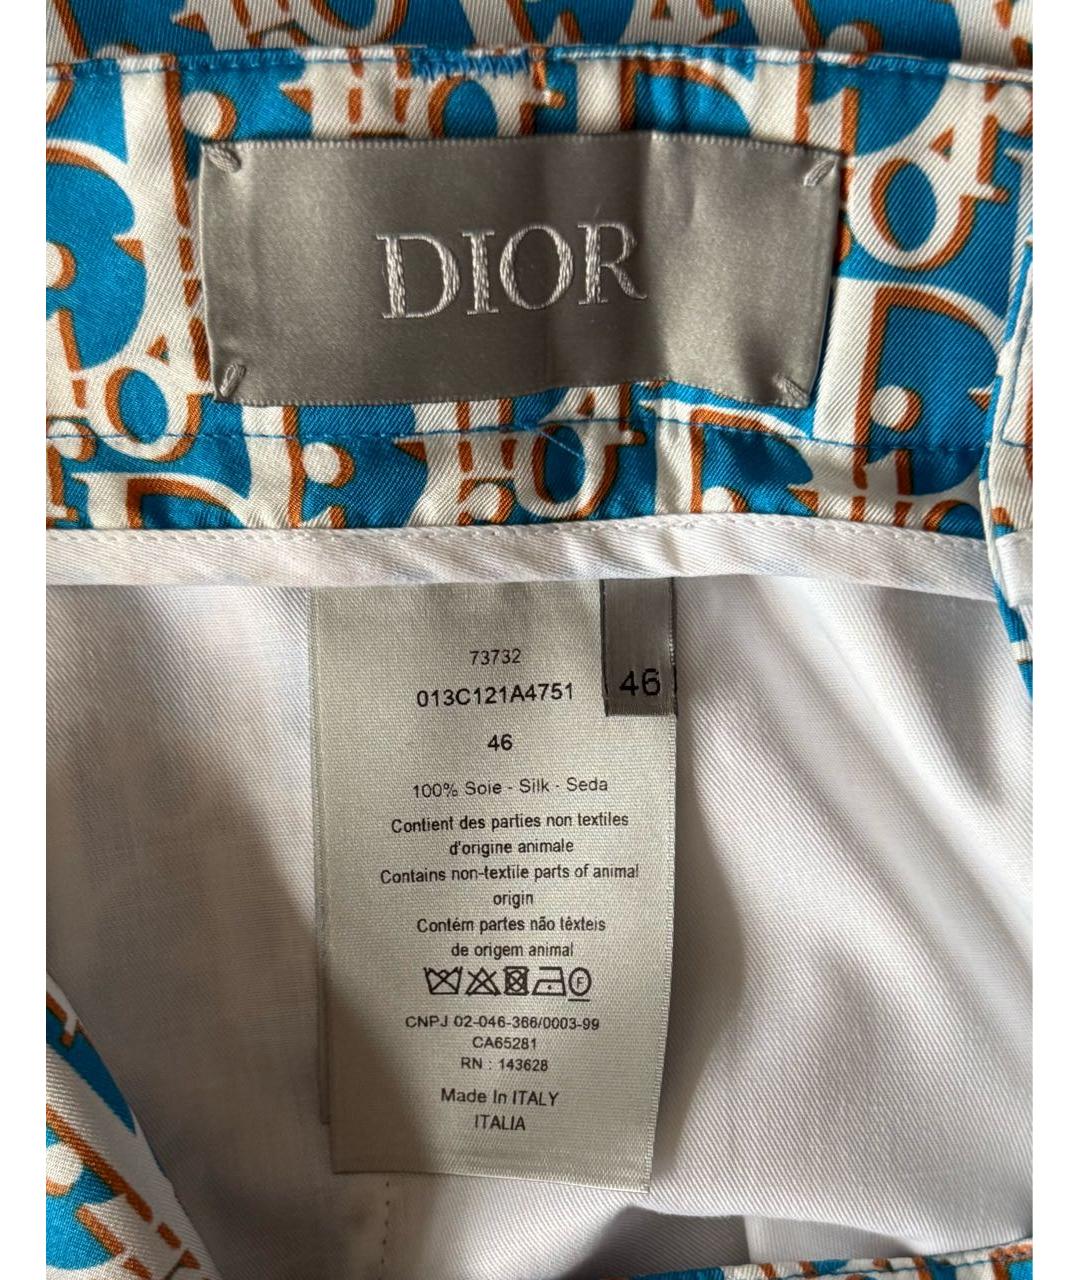 DIOR
73732
013C121A4751
46
46
100% Soie - Silk - Seda
Contient des parties non textiles
d'origine animale
Contains non-textile parts of animal
origin
Contém partes não têxteis
de origem animal
F
CNPJ 02-046-366/0003-99
CA65281
RN : 143628
Made In ITALY
ITALIA